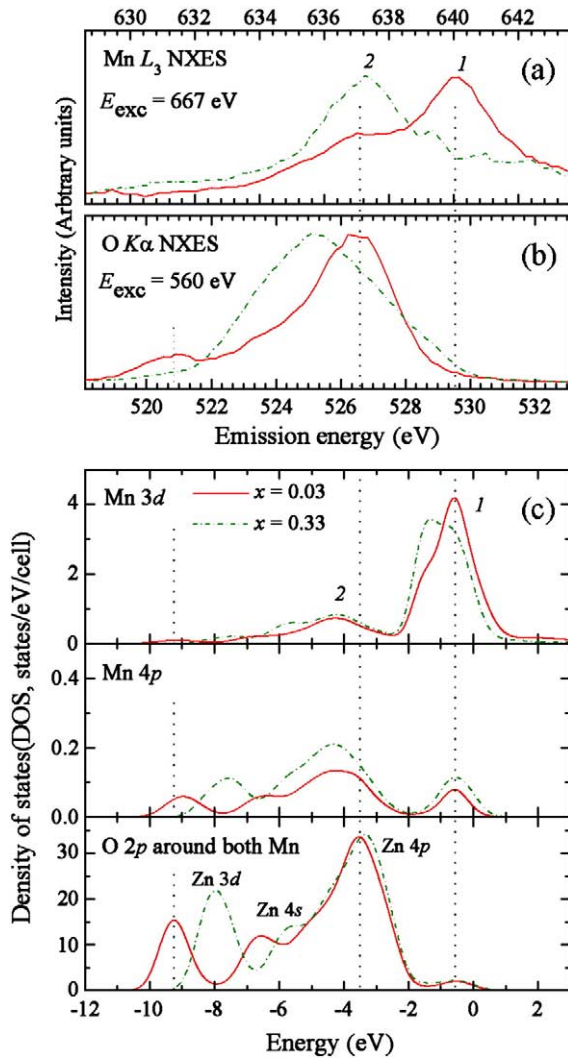 630 632 634 636 638 640 642
Mn L3 NXES
2
1
(a)
Eexc = 667 eV
Intensity (Arbtrary units)
O Kα NXES
(b)
Eexc = 560 eV
520 522 524 526 528 530 532
Emission energy (eV)
Mn 3d
x = 0.03
1
(c)
4
x = 0.33
2
2
0
Density of states(DOS, states/eV/cell)
0.4
Mn 4p
0.2
0.0
30
O 2p around both Mn
Zn 4p
Zn 3d
20
Zn 4s
10
0
-12 -10 -8 -6 -4 -2 0 2
Energy (eV)